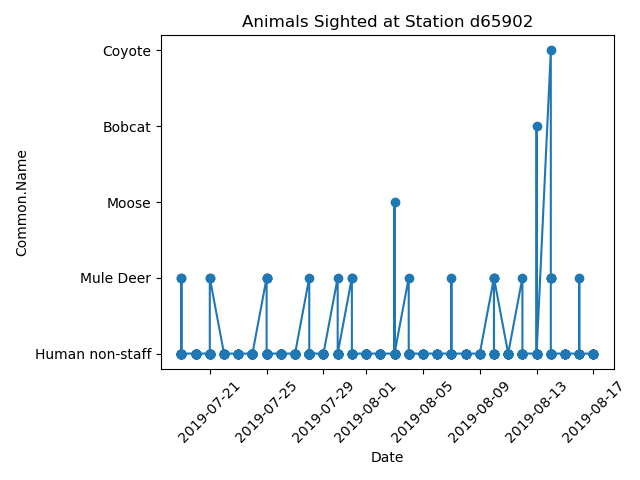 Animals Sighted at Station d65902
Coyote
Bobcat
Moose
Mule Deer
Human non-staff
Common.Name
2019-07-21
2019-07-25
2019-07-29
2019-08-01
2019-08-05
2019-08-09
2019-08-13
2019-08-17
Date